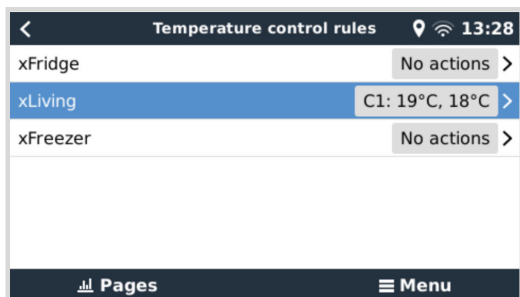 Temperature control rules 13:28
xFridge No actions
xLiving C1: 19°C, 18°C
xFreezer No actions
Pages Menu